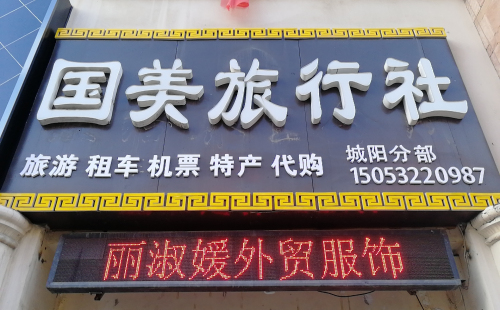 国美旅行社
旅游 租车 机票 特产 代购
城阳分部
15053220987
丽淑媛外贸服饰